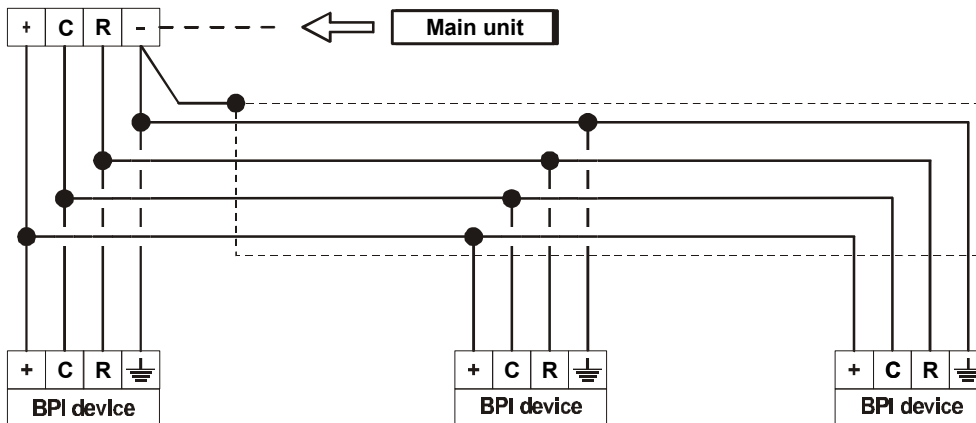 + C R -
Main unit
+ C R
+ C R
+ C R
BPI device
BPI device
BPI device